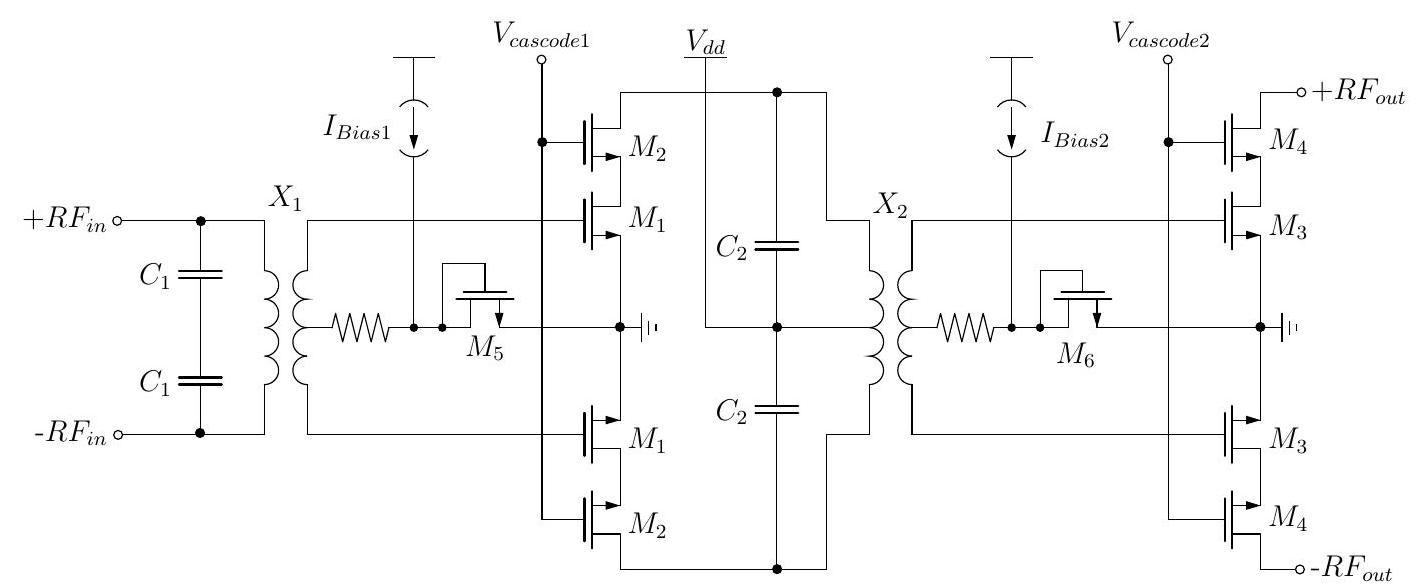 V_{cascode1}
V_{dd}
V_{cascode2}
+RF_{out}
I_{Bias1}
I_{Bias2}
M_2
M_4
X_1
X_2
+RF_{in}
M_1
M_3
C_1
C_2
M_5
M_6
C_1
C_2
-RF_{in}
M_1
M_3
M_2
M_4
-RF_{out}